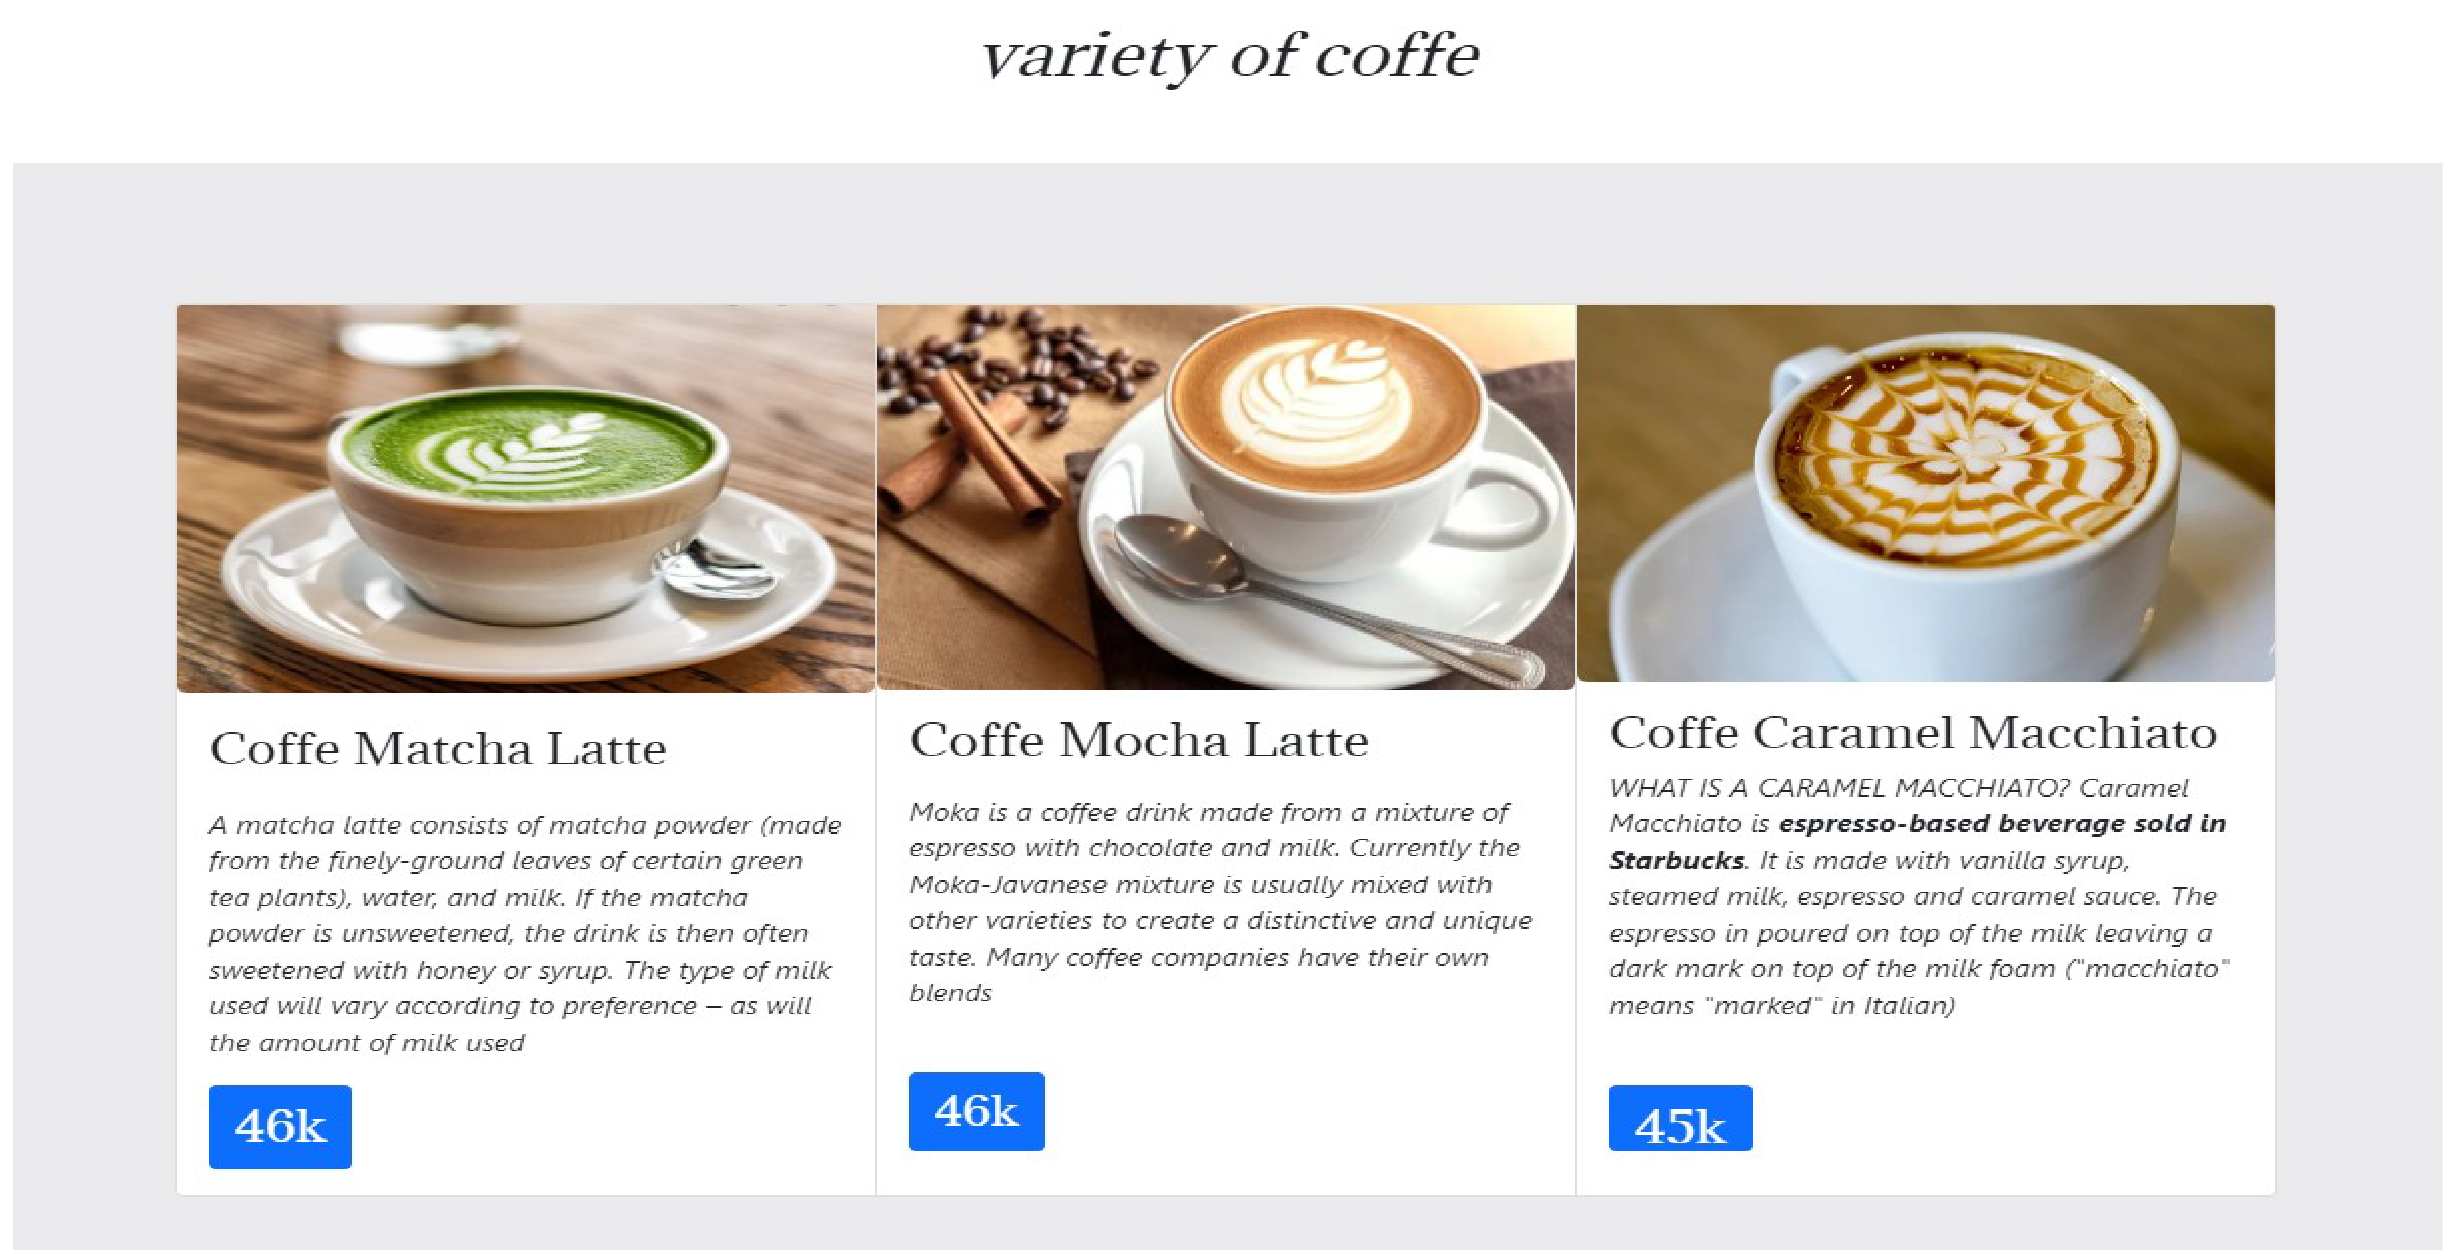 variety of coffe
Coffe Matcha Latte
A matcha latte consists of matcha powder (made
from the finely-ground leaves of certain green
tea plants), water, and milk. If the matcha
powder is unsweetened, the drink is then often
sweetened with honey or syrup. The type of milk
used will vary according to preference – as will
the amount of milk used
46k
Coffe Mocha Latte
Moka is a coffee drink made from a mixture of
espresso with chocolate and milk. Currently the
Moka-Javanese mixture is usually mixed with
other varieties to create a distinctive and unique
taste. Many coffee companies have their own
blends
46k
Coffe Caramel Macchiato
WHAT IS A CARAMEL MACCHIATO? Caramel
Macchiato is espresso-based beverage sold in
Starbucks. It is made with vanilla syrup,
steamed milk, espresso and caramel sauce. The
espresso in poured on top of the milk leaving a
dark mark on top of the milk foam ("macchiato"
means "marked" in Italian)
45k